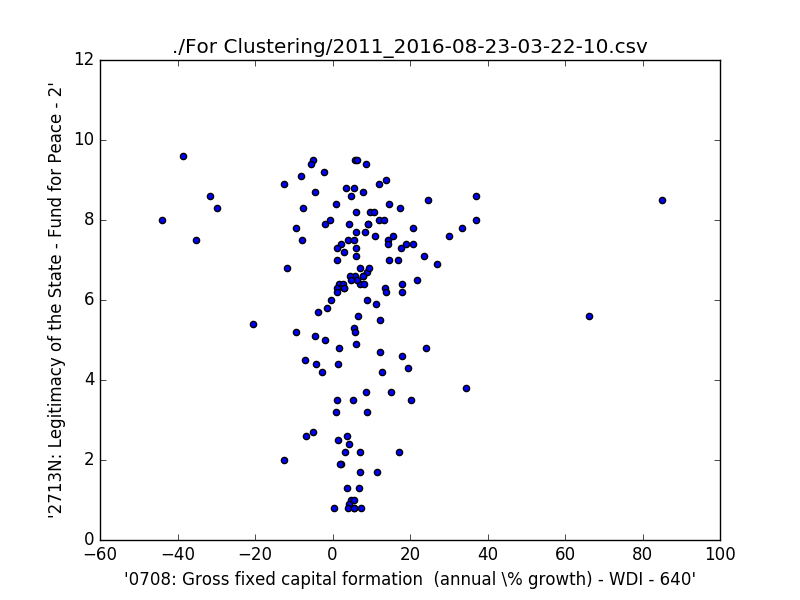 ./For Clustering/2011_2016-08-23-03-22-10.csv
12
10
8
6
4
2
0
'2713N: Legitimacy of the State - Fund for Peace - 2'
−60 −40 −20 0 20 40 60 80 100
'0708: Gross fixed capital formation  (annual \% growth) - WDI - 640'